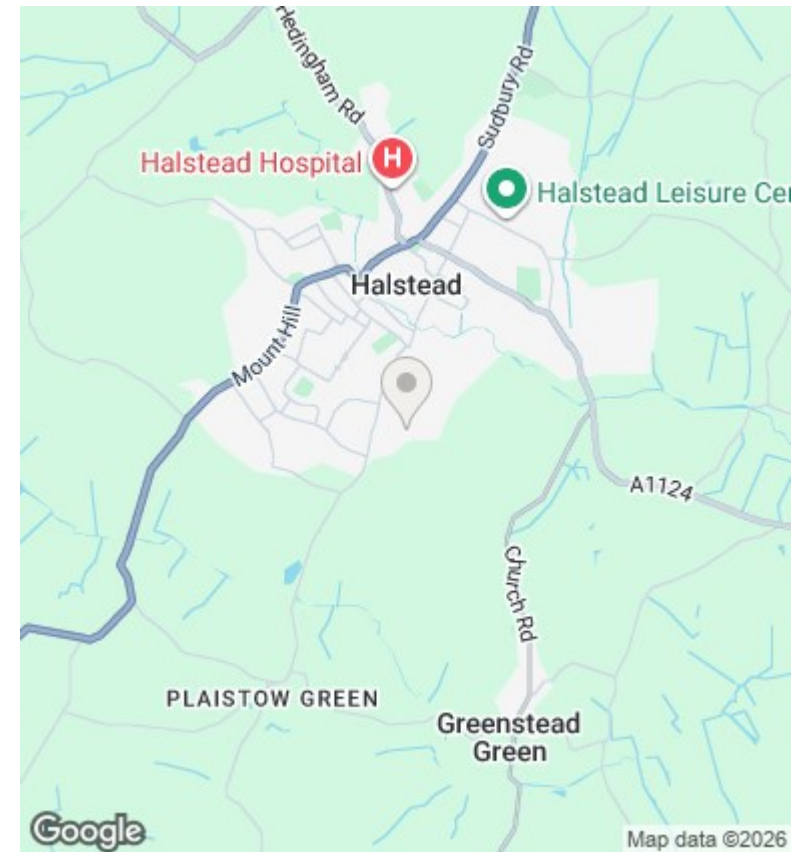 Hedingham Rd
Sudbury Rd
Halstead Hospital
H
Halstead Leisure Cen
Halstead
Mount Hill
A1124
Church Rd
PLAISTOW GREEN
Greenstead
Green
Google
Map data ©2026